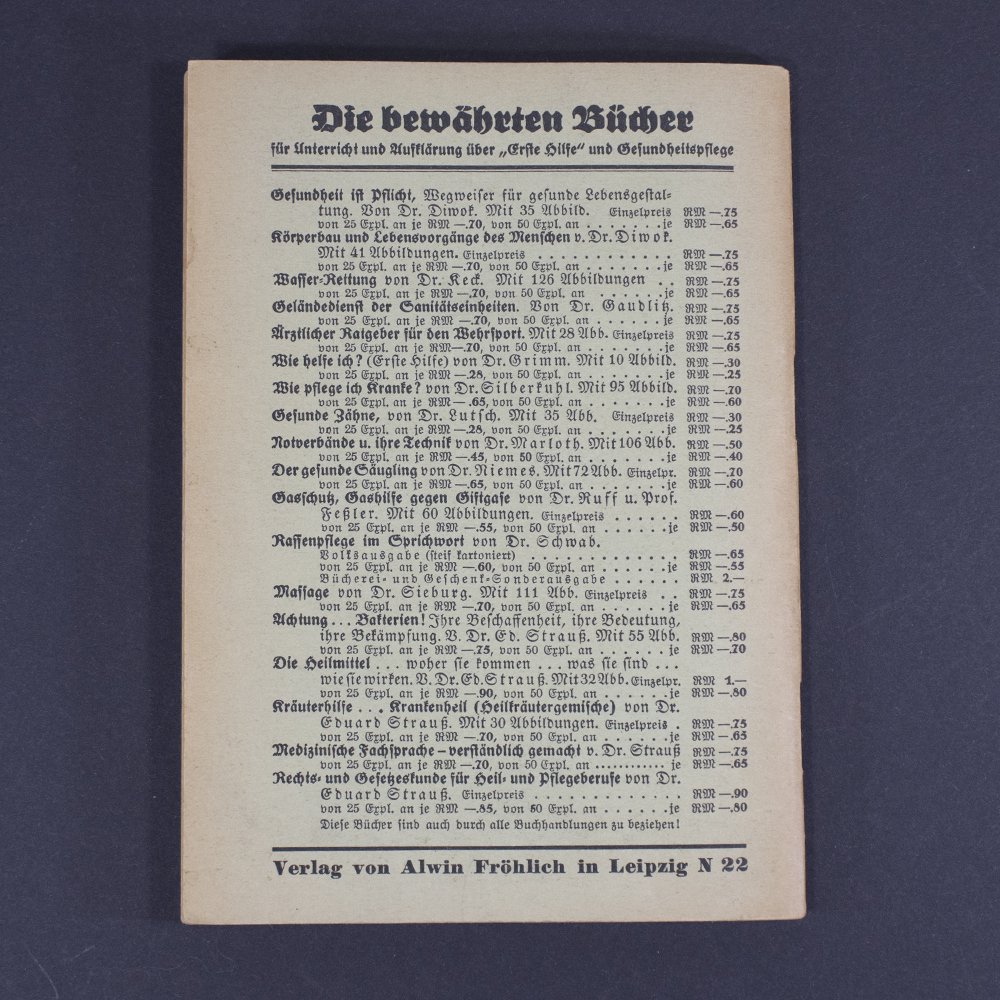 Die bewährten Bücher
für Unterricht und Aufklärung über „Erste Hilfe“ und Gesundheitspflege
Gesundheit ist Pflicht, Wegweiser für gesunde Lebensgestal-
tung. Von Dr. Diwok. Mit 35 Abbild. Einzelpreis RM —.75
von 25 Expl. an je RM —.70, von 50 Expl. an . . . . . . . je RM —.65
Körperbau und Lebensvorgänge des Menschen v. Dr. Diwok.
Mit 41 Abbildungen. Einzelpreis . . . . . . . . . . . . . RM —.75
von 25 Expl. an je RM —.70, von 50 Expl. an . . . . . . . je RM —.65
Wasser-Rettung von Dr. Keck. Mit 126 Abbildungen . . RM —.75
von 25 Expl. an je RM —.70, von 50 Expl. an . . . . . . je RM —.65
Geländedienst der Sanitätseinheiten. Von Dr. Gaudlitz. RM —.75
von 25 Expl. an je RM —.70, von 50 Expl. an . . . . . . . je RM —.65
Ärztlicher Ratgeber für den Wehrsport. Mit 28 Abb. Einzelpreis RM —.75
von 25 Expl. an je RM —.70, von 50 Expl. an . . . . . . . je RM —.65
Wie helfe ich? (Erste Hilfe) von Dr. Grimm. Mit 10 Abbild. RM —.30
von 25 Expl. an je RM —.28, von 50 Expl. an . . . . . . . je RM —.25
Wie pflege ich Kranke? von Dr. Silberkuhl. Mit 95 Abbild. RM —.70
von 25 Expl. an je RM —.65, von 50 Expl. an . . . . . . . je RM —.60
Gesunde Zähne, von Dr. Lutsch. Mit 35 Abb. Einzelpreis RM —.30
von 25 Expl. an je RM —.28, von 50 Expl. an . . . . . . . je RM —.25
Notverbände u. ihre Technik von Dr. Marloth. Mit 106 Abb. RM —.50
von 25 Expl. an je RM —.45, von 50 Expl. an . . . . . . . je RM —.40
Der gesunde Säugling von Dr. Niemes. Mit 72 Abb. Einzelpr. RM —.70
von 25 Expl. an je RM —.65, von 50 Expl. an . . . . . . . je RM —.60
Gasschutz, Gashilfe gegen Giftgase von Dr. Ruff u. Prof.
Feßler. Mit 60 Abbildungen. Einzelpreis . . . . . . RM —.60
von 25 Expl. an je RM —.55, von 50 Expl. an . . . . . . . je RM —.50
Rassenpflege im Sprichwort von Dr. Schwab.
Volksausgabe (steif kartoniert) . . . . . . . . . . . . . RM —.65
von 25 Expl. an je RM —.60, von 50 Expl. an . . . . . . . je RM —.55
Bücherei- und Geschenk-Sonderausgabe . . . . . . RM 2.—
Massage von Dr. Sieburg. Mit 111 Abb. Einzelpreis . . RM —.75
von 25 Expl. an je RM —.70, von 50 Expl. an . . . . . . . je RM —.65
Achtung . . . Bakterien! Ihre Beschaffenheit, ihre Bedeutung,
ihre Bekämpfung. V. Dr. Ed. Strauß. Mit 55 Abb. RM —.80
von 25 Expl. an je RM —.75, von 50 Expl. an . . . . . . je RM —.70
Die Heilmittel . . . woher sie kommen . . . was sie sind . . .
wie sie wirken. V. Dr. Ed. Strauß. Mit 32 Abb. Einzelpr. RM 1.—
von 25 Expl. an je RM —.90, von 50 Expl. an . . . . . . je RM —.80
Kräuterhilfe . . . Krankenheil (Heilkräutergemische) von Dr.
Eduard Strauß. Mit 30 Abbildungen. Einzelpreis . RM —.75
von 25 Expl. an je RM —.70, von 50 Expl. an . . . . . . je RM —.65
Medizinische Fachsprache – verständlich gemacht v. Dr. Strauß RM —.75
von 25 Expl. an je RM —.70, von 50 Expl. an ............ je RM —.65
Rechts- und Gesetzeskunde für Heil- und Pflegeberufe von Dr.
Eduard Strauß. Einzelpreis . . . . . . . . . . . . . . RM —.90
von 25 Expl. an je RM —.85, von 50 Expl. an . . . . . . je RM —.80
Diese Bücher sind auch durch alle Buchhandlungen zu beziehen!
Verlag von Alwin Fröhlich in Leipzig N 22